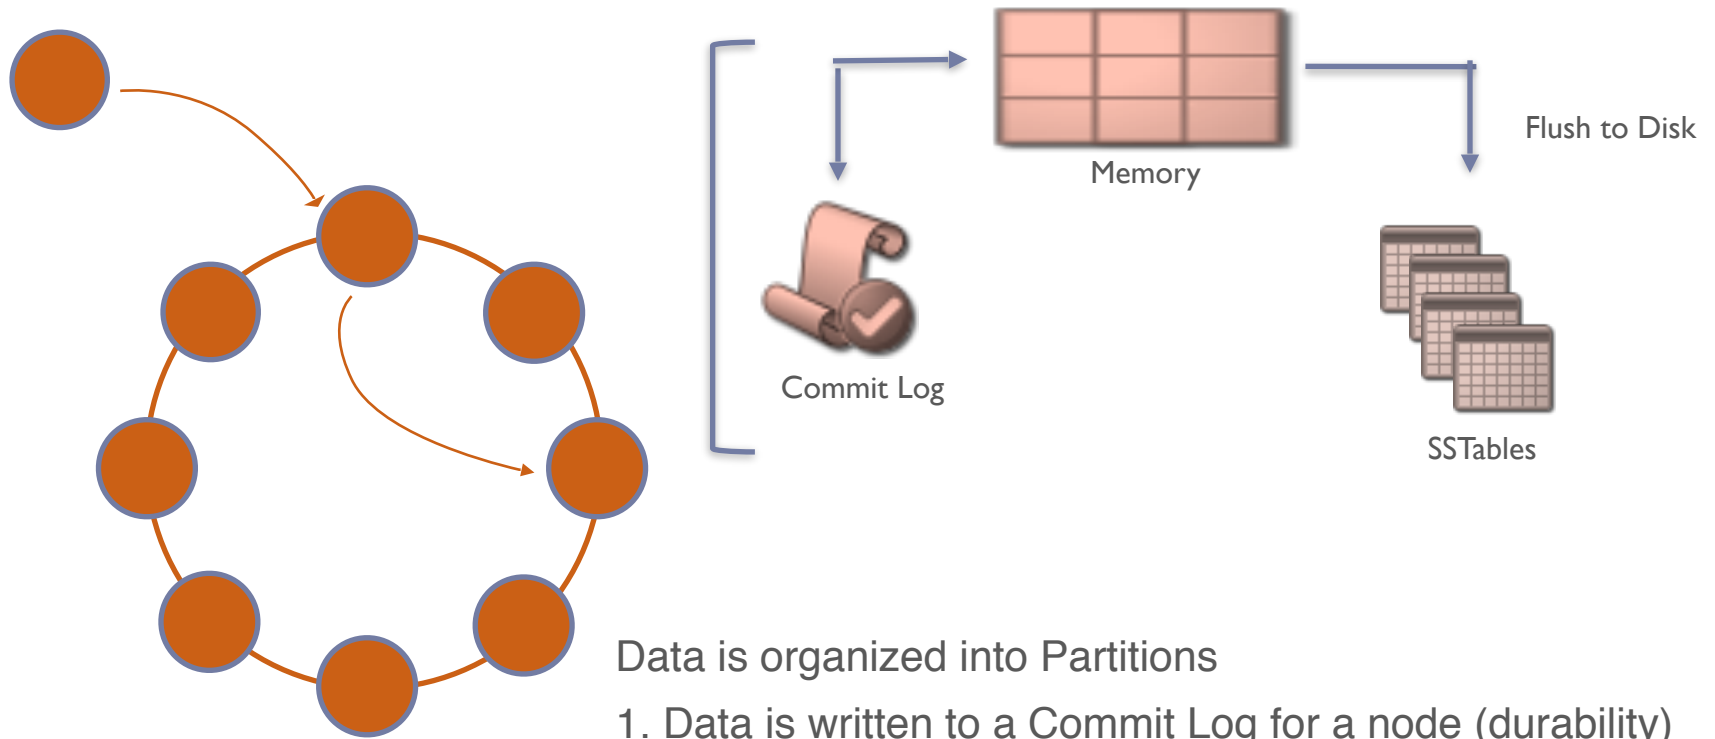 Flush to Disk
Memory
Commit Log
SSTables
Data is organized into Partitions
1. Data is written to a Commit Log for a node (durability)